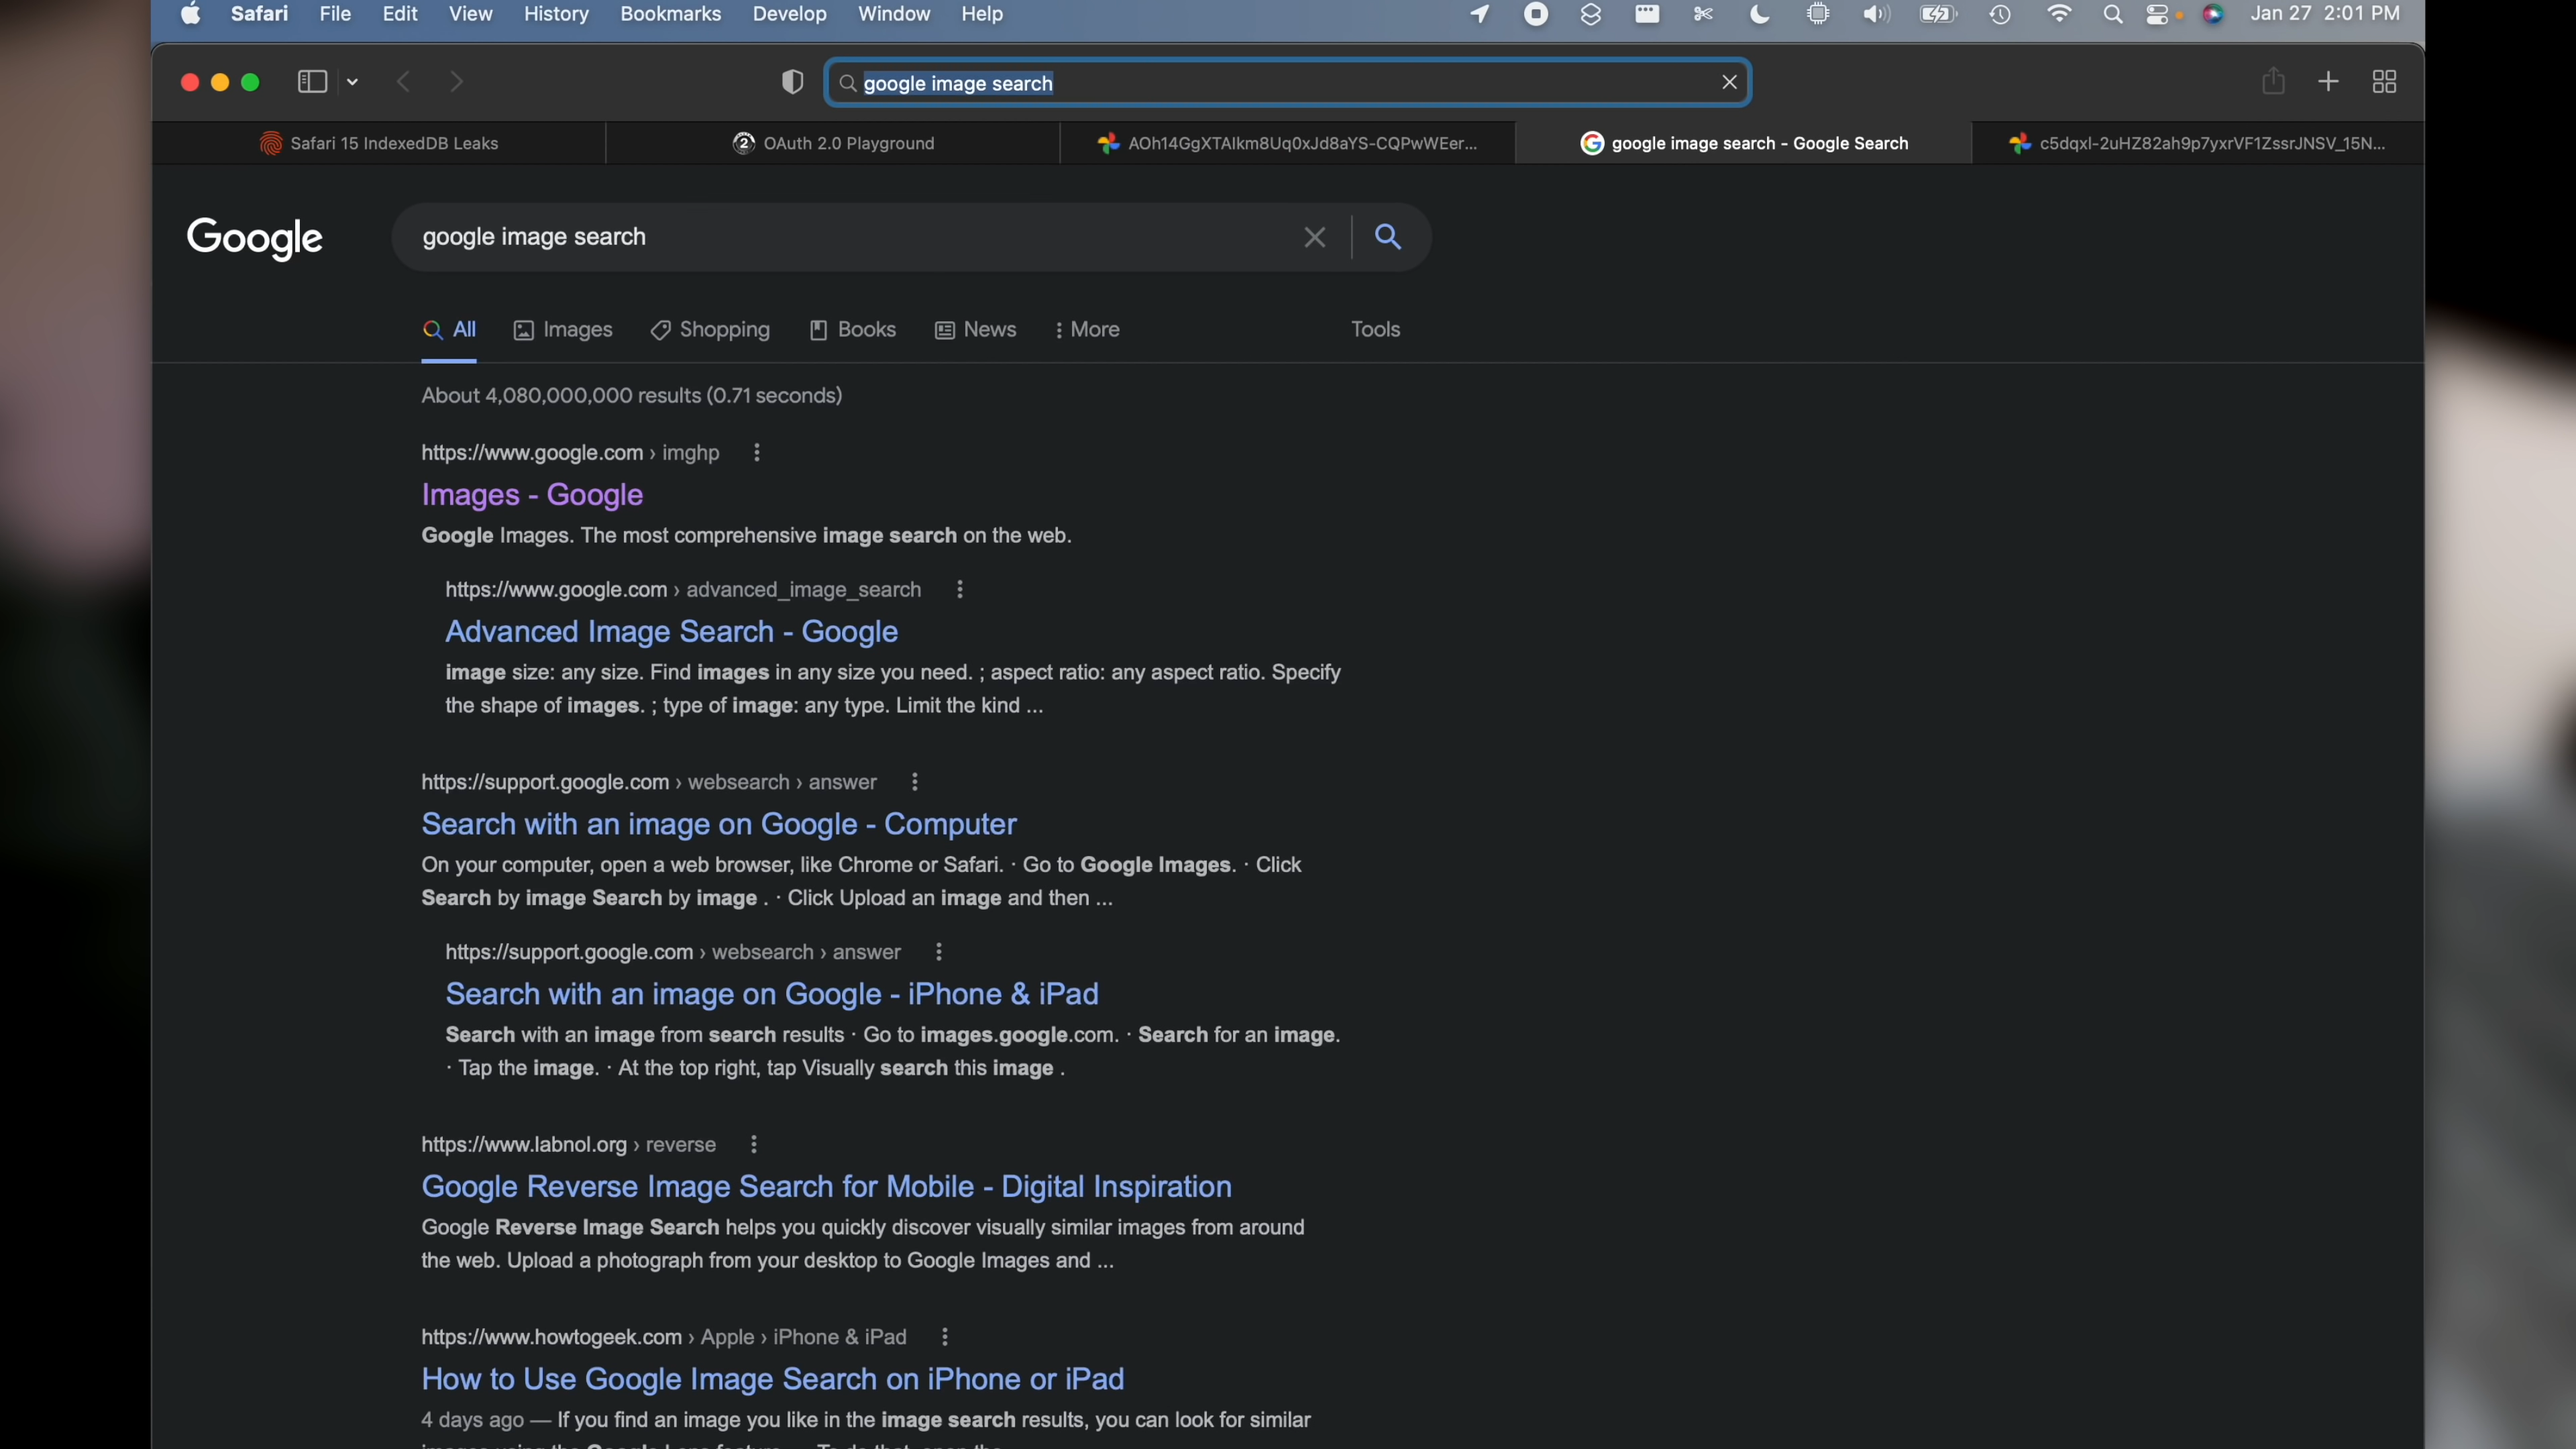 Safari File Edit View History Bookmarks Develop Window Help Jan 27 2:01 PM
google image search
Safari 15 IndexedDB Leaks OAuth 2.0 Playground AOh14GgXTAlkm8Uq0xJd8aYS-CQPwWEer... google image search - Google Search c5dqxl-2uHZ82ah9p7yxrVF1ZssrJNSV_15N...
Google google image search
All Images Shopping Books News More Tools
About 4,080,000,000 results (0.71 seconds)
https://www.google.com › imghp
Images - Google
Google Images. The most comprehensive image search on the web.
https://www.google.com › advanced_image_search
Advanced Image Search - Google
image size: any size. Find images in any size you need. ; aspect ratio: any aspect ratio. Specify
the shape of images. ; type of image: any type. Limit the kind ...
https://support.google.com › websearch › answer
Search with an image on Google - Computer
On your computer, open a web browser, like Chrome or Safari. · Go to Google Images. · Click
Search by image Search by image . · Click Upload an image and then ...
https://support.google.com › websearch › answer
Search with an image on Google - iPhone & iPad
Search with an image from search results · Go to images.google.com. · Search for an image.
· Tap the image. · At the top right, tap Visually search this image .
https://www.labnol.org › reverse
Google Reverse Image Search for Mobile - Digital Inspiration
Google Reverse Image Search helps you quickly discover visually similar images from around
the web. Upload a photograph from your desktop to Google Images and ...
https://www.howtogeek.com › Apple › iPhone & iPad
How to Use Google Image Search on iPhone or iPad
4 days ago — If you find an image you like in the image search results, you can look for similar